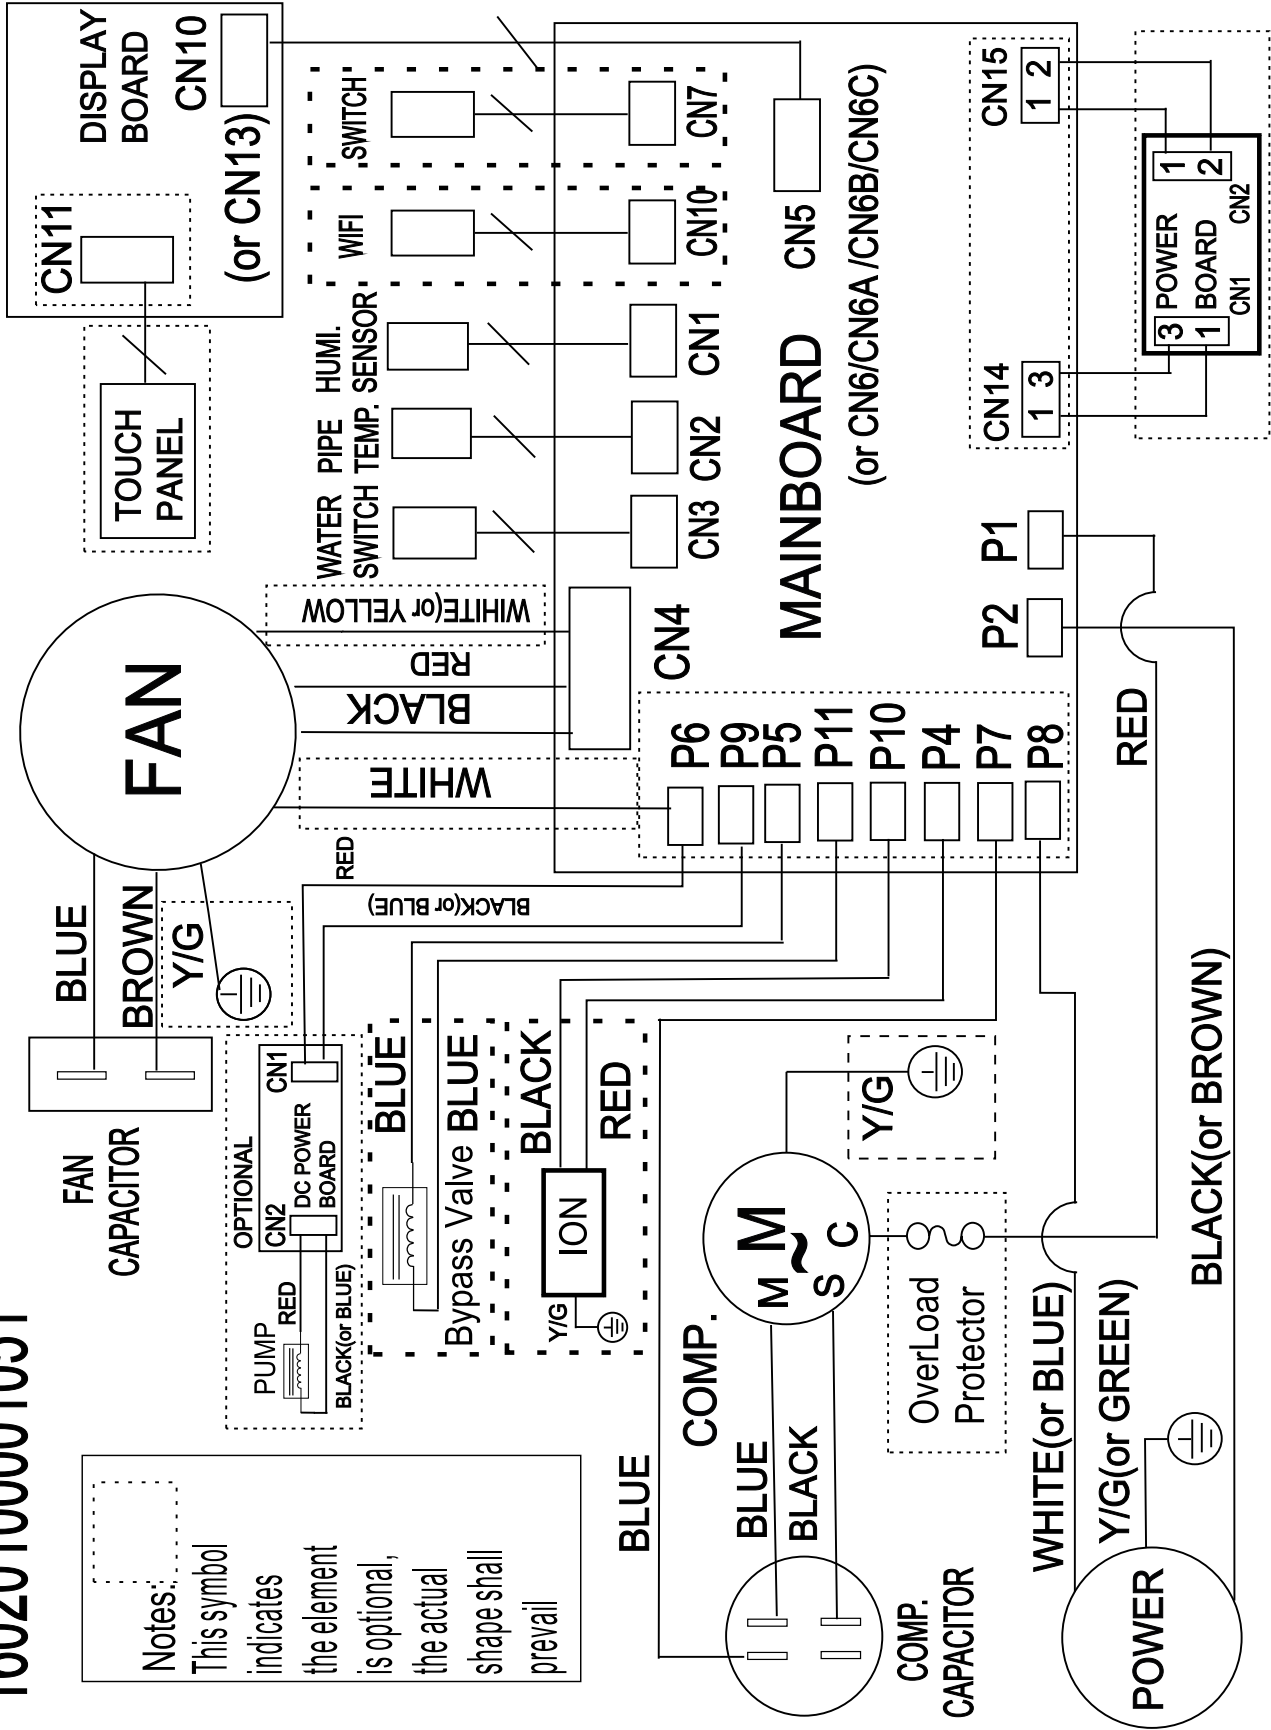 DISPLAY
BOARD
CN10
(or CN13)
CN11
TOUCH
PANEL
SWITCH
CN7
WIFI
CN10
HUMI.
SENSOR
CN1
PIPE
TEMP.
CN2
WATER
SWITCH
CN3
CN5
(or CN6/CN6A /CN6B/CN6C)
MAINBOARD
CN15
1 2
CN14
1 3
POWER
BOARD
1
2
CN2
3
1
CN1
P1
P2
FAN
WIHITE(or YELLOW
RED
BLACK
WHITE
CN4
P6
P9
P5
P11
P10
P4
P7
P8
RED
BLACK(or BLUE)
BLUE
BROWN
Y/G
FAN
CAPACITOR
OPTIONAL
CN1
DC POWER
BOARD
CN2
RED
BLACK(or BLUE)
PUMP
BLUE
BLUE
Bypass Valve
BLACK
RED
ION
Y/G
Y/G
COMP.
M
M
~
S
C
OverLoad
Protector
BLUE
BLUE
BLACK
COMP.
CAPACITOR
RED
BLACK(or BROWN)
WHITE(or BLUE)
Y/G(or GREEN)
POWER
Notes:
This symbol
indicates
the element
is optional,
the actual
shape shall
prevail